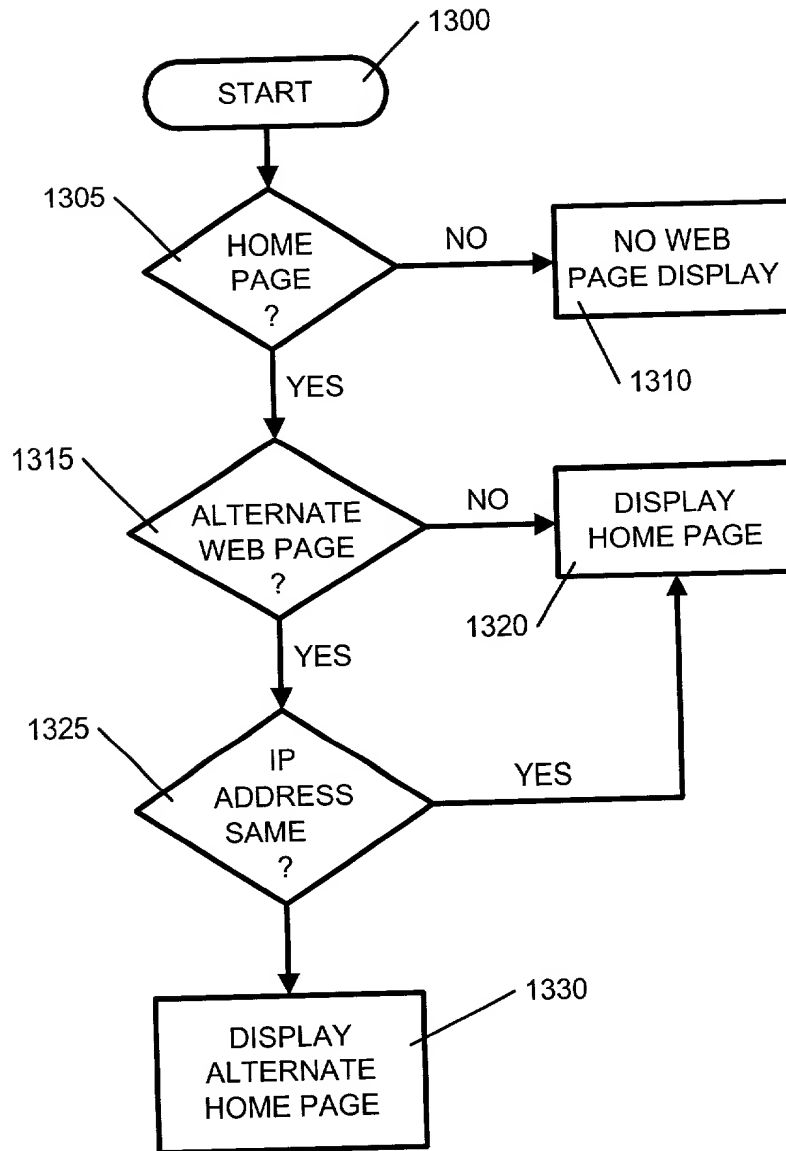 1300
START
1305
HOME
PAGE
?
NO
NO WEB
PAGE DISPLAY
1310
YES
1315
ALTERNATE
WEB PAGE
?
NO
DISPLAY
HOME PAGE
1320
YES
1325
IP
ADDRESS
SAME
?
YES
1330
DISPLAY
ALTERNATE
HOME PAGE